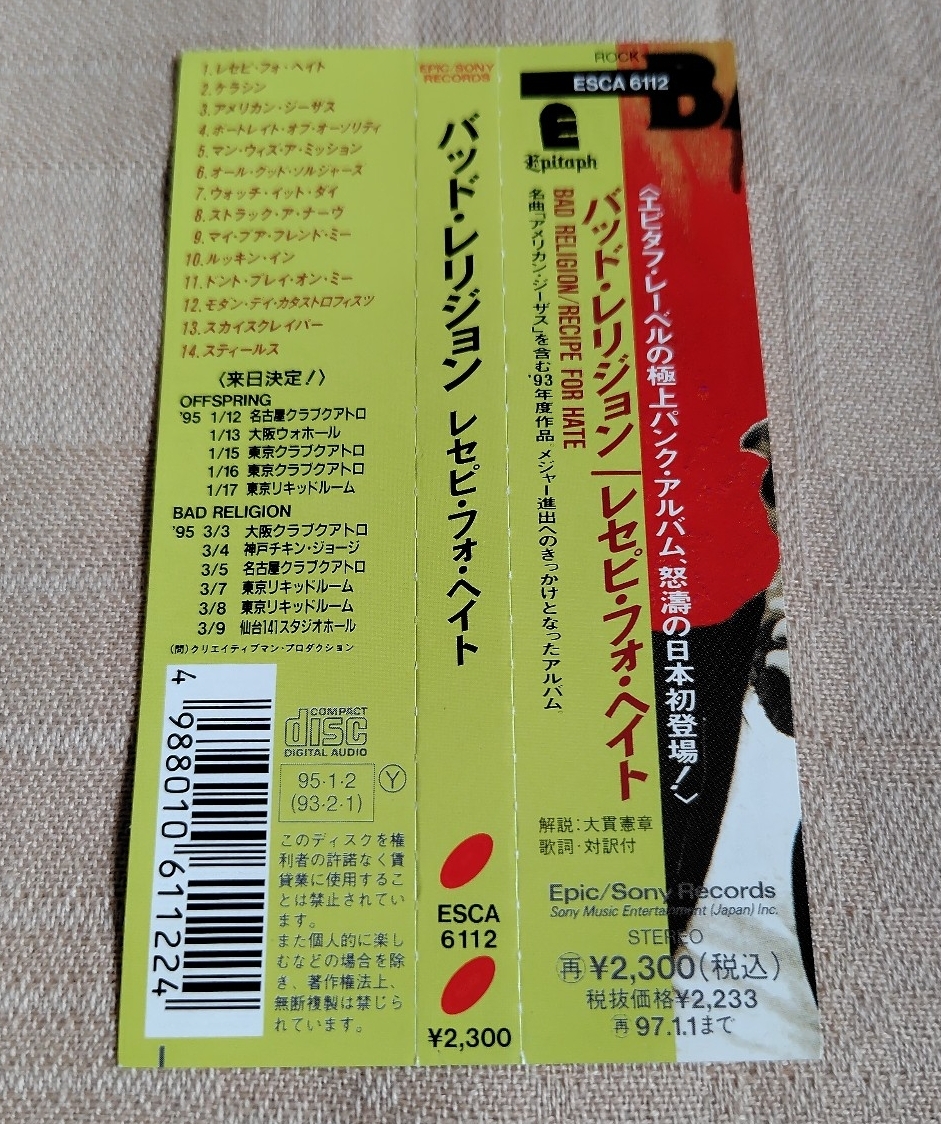 1.レセピ・フォ・ヘイト
2.ケラシン
3.アメリカン・ジーザス
4.ポートレイト・オブ・オーソリティ
5.マン・ウィズ・ア・ミッション
6.オール・グッド・ソルジャーズ
7.ウォッチ・イット・ダイ
8.ストラック・ア・ナーヴ
9.マイ・プア・フレンド・ミー
10.ルッキン・イン
11.ドント・プレイ・オン・ミー
12.モダン・デイ・カタストロフィスツ
13.スカイスクレイパー
14.スティールス
〈来日決定!〉
OFFSPRING
'95 1/12 名古屋クラブクアトロ
1/13 大阪ウォホール
1/15 東京クラブクアトロ
1/16 東京クラブクアトロ
1/17 東京リキッドルーム
BAD RELIGION
'95 3/3 大阪クラブクアトロ
3/4 神戸チキン・ジョージ
3/5 名古屋クラブクアトロ
3/7 東京リキッドルーム
3/8 東京リキッドルーム
3/9 仙台[4]スタジオホール
(問)クリエイティブマン・プロダクション
4 988010 611224
COMPACT
disc
DIGITAL AUDIO
95・1・2
(93・2・1)
Y
このディスクを権
利者の許諾なく賃
貸業に使用するこ
とは禁止されてい
ます。
また個人的に楽し
むなどの場合を除
き、著作権法上、
無断複製は禁じら
れています。
EPIC/SONY
RECORDS
バッド・レリジョン レセピ・フォ・ヘイト
ESCA
6112
¥2,300
ROCK
ESCA 6112
BA
Epitaph
〈エピタフ・レーベルの極上パンク・アルバム、怒濤の日本初登場!〉
バッド・レリジョン/レセピ・フォ・ヘイト
BAD RELIGION/RECIPE FOR HATE
名曲「アメリカン・ジーザス」を含む'93年度作品。メジャー進出へのきっかけとなったアルバム。
解説:大貫憲章
歌詞・対訳付
Epic/Sony Records
Sony Music Entertainment (Japan) Inc.
STEREO
再¥2,300(税込)
税抜価格¥2,233
再97.1.1まで